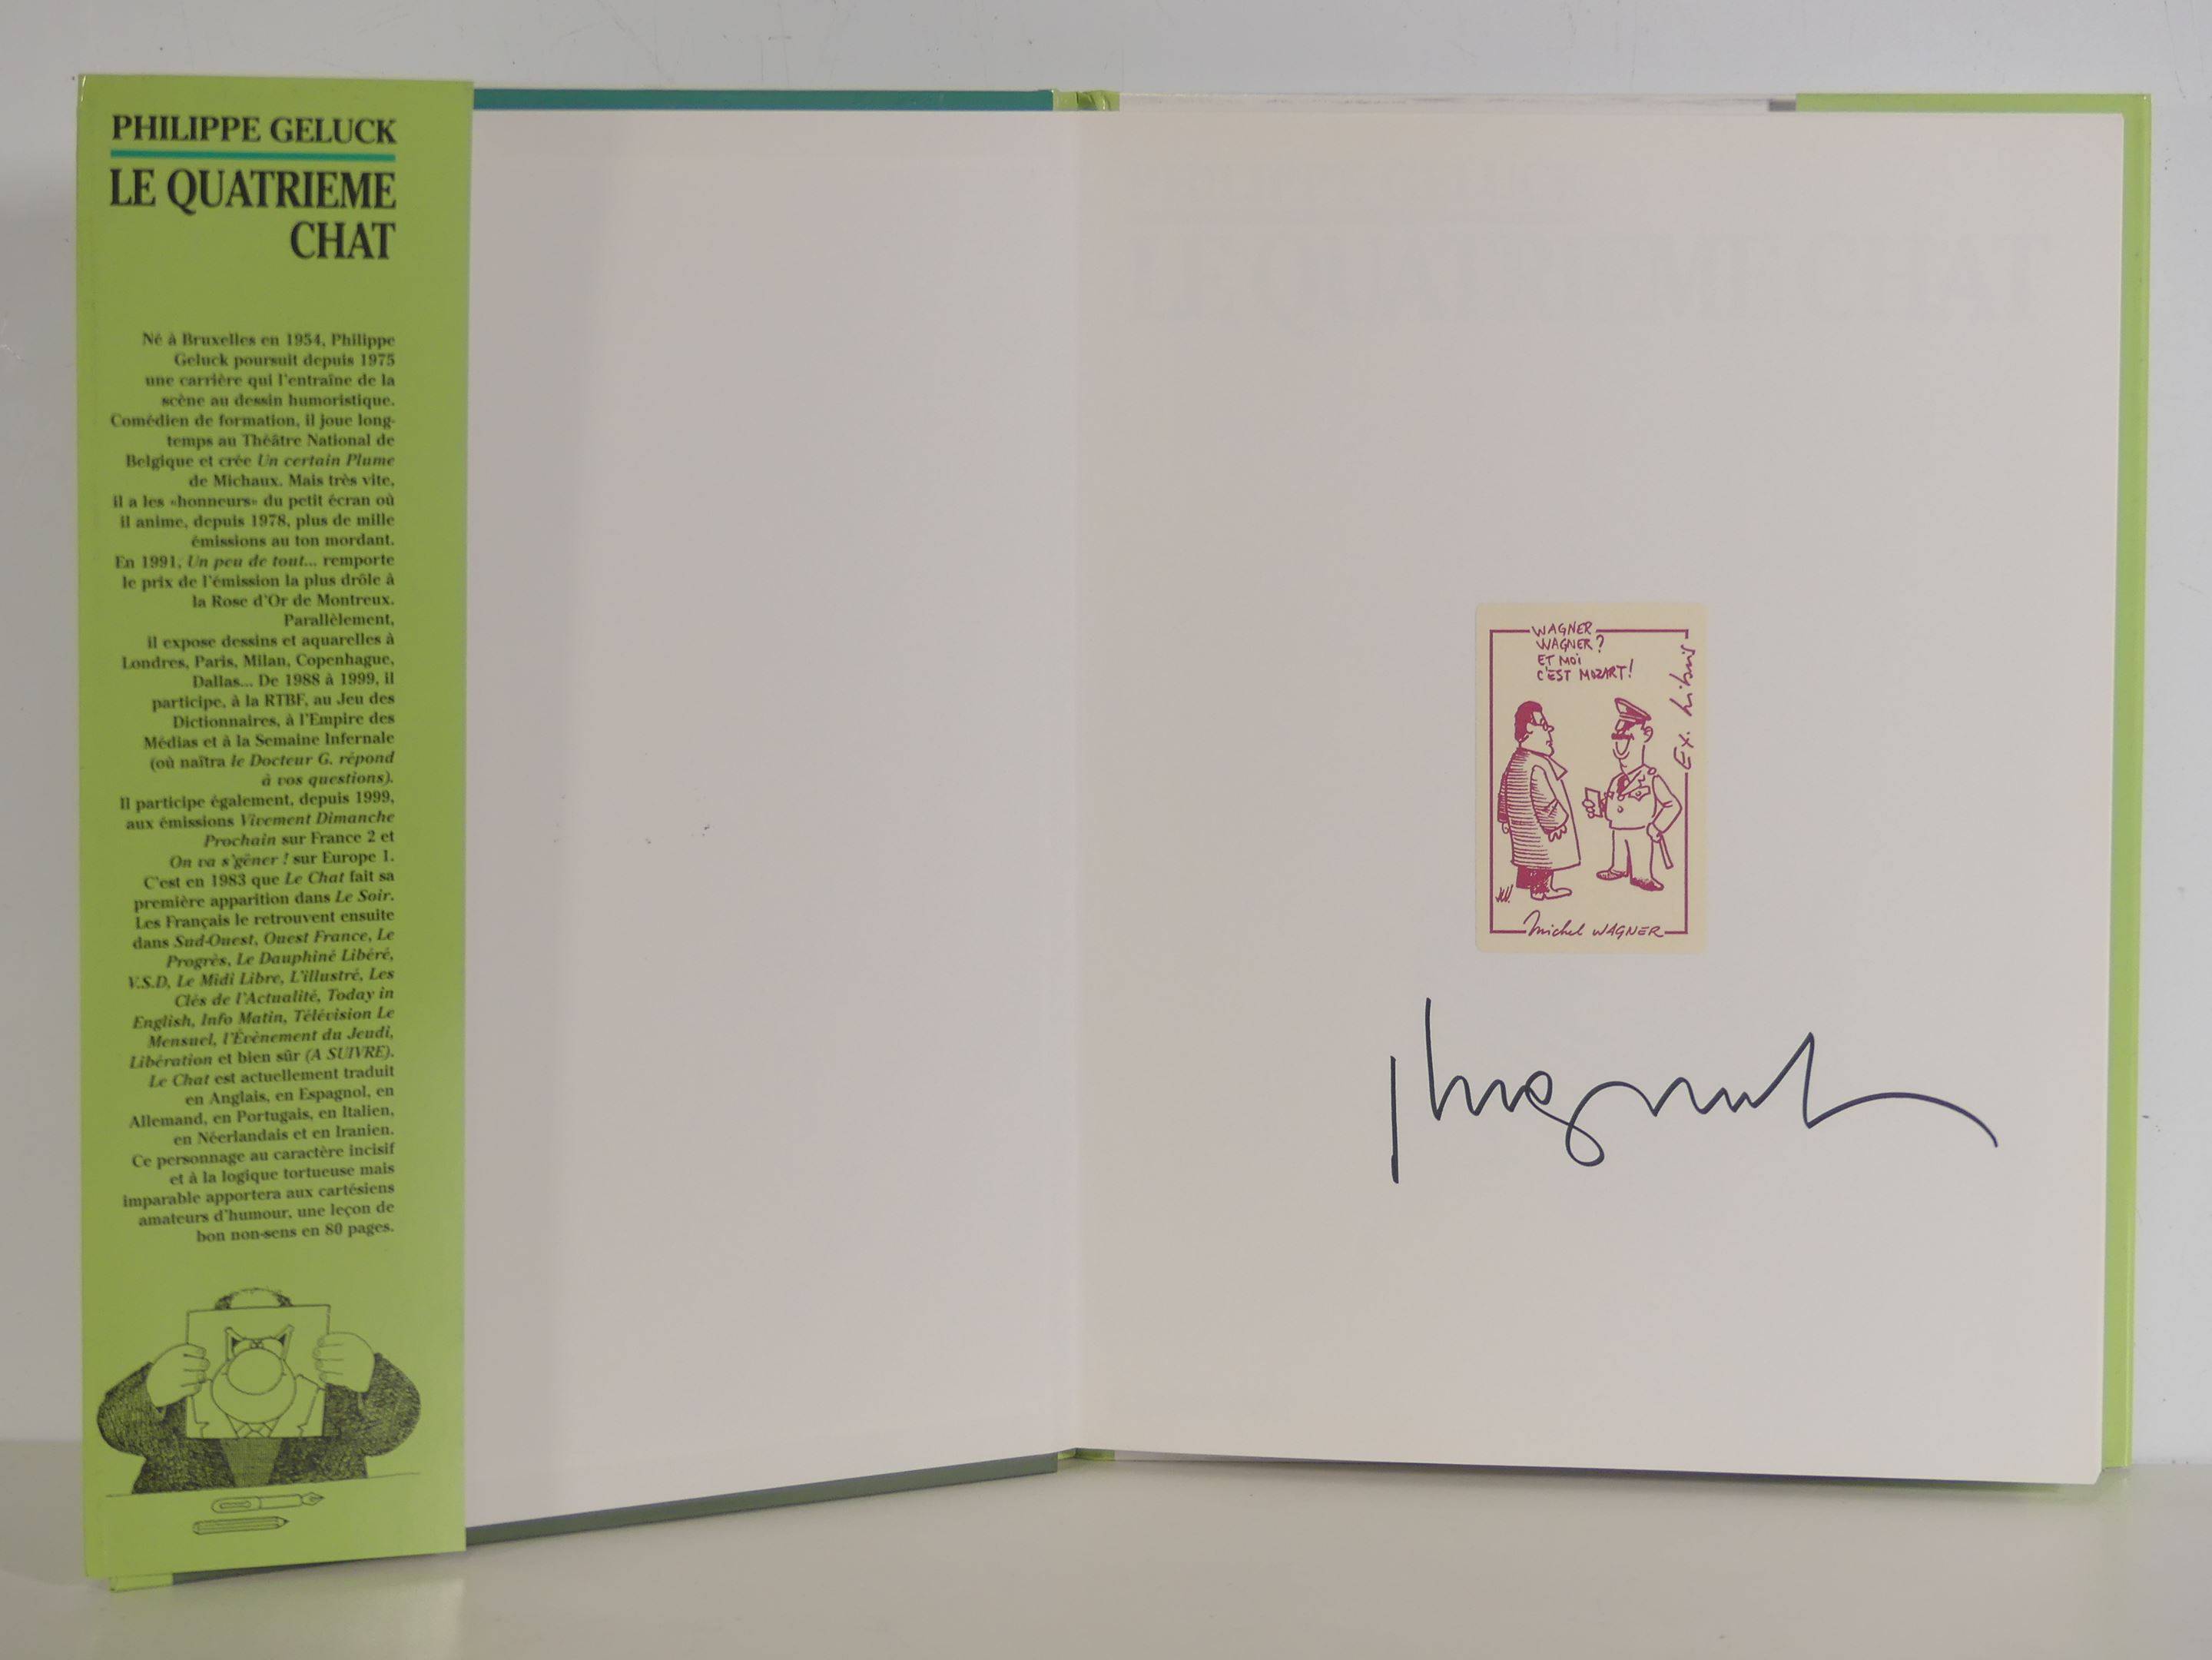 PHILIPPE GELUCK
LE QUATRIEME
CHAT
Né à Bruxelles en 1954, Philippe
Geluck poursuit depuis 1975
une carrière qui l'entraîne de la
scène au dessin humoristique.
Comédien de formation, il joue long-
temps au Théâtre National de
Belgique et crée Un certain Plume
de Michaux. Mais très vite,
il a les «honneurs» du petit écran où
il anime, depuis 1978, plus de mille
émissions au ton mordant.
En 1991, Un peu de tout... remporte
le prix de l'émission la plus drôle à
la Rose d'Or de Montreux.
Parallèlement,
il expose dessins et aquarelles à
Londres, Paris, Milan, Copenhague,
Dallas... De 1988 à 1999, il
participe, à la RTBF, au Jeu des
Dictionnaires, à l'Empire des
Médias et à la Semaine Infernale
(où naîtra le Docteur G. répond
à vos questions).
Il participe également, depuis 1999,
aux émissions Vivement Dimanche
Prochain sur France 2 et
On va s'gêner ! sur Europe 1.
C'est en 1983 que Le Chat fait sa
première apparition dans Le Soir.
Les Français le retrouvent ensuite
dans Sud-Ouest, Ouest France, Le
Progrès, Le Dauphiné Libéré,
V.S.D, Le Midi Libre, L'illustré, Les
Clés de l'Actualité, Today in
English, Info Matin, Télévision Le
Mensuel, l'Évènement du Jeudi,
Libération et bien sûr (A SUIVRE).
Le Chat est actuellement traduit
en Anglais, en Espagnol, en
Allemand, en Portugais, en Italien,
en Néerlandais et en Iranien.
Ce personnage au caractère incisif
et à la logique tortueuse mais
imparable apportera aux cartésiens
amateurs d'humour, une leçon de
bon non-sens en 80 pages.
WAGNER
WAGNER?
ET MOI
C'EST MOZART!
Ex. Libris
Michel WAGNER